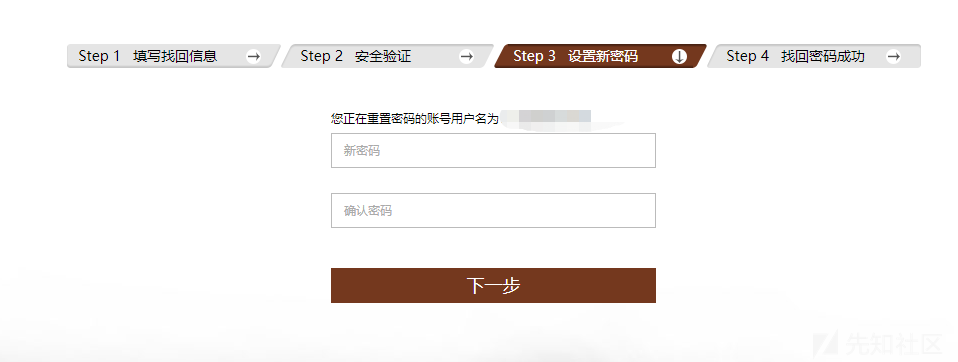 Step 1 填写找回信息 → Step 2 安全验证 → Step 3 设置新密码 ↓ Step 4 找回密码成功 →
您正在重置密码的账号用户名为
新密码
确认密码
下一步
先知社区